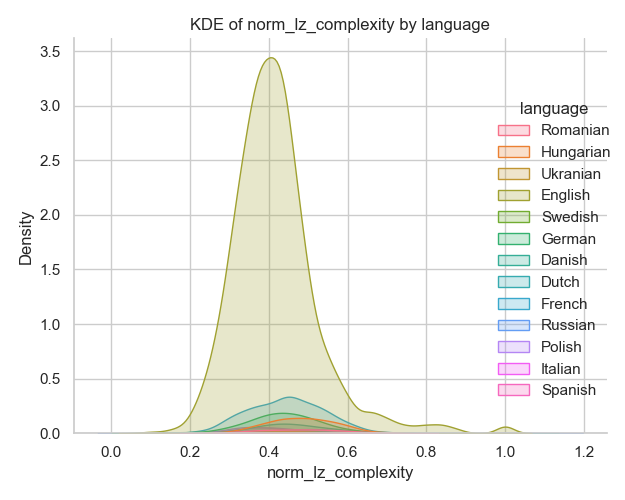 KDE of norm_lz_complexity by language
3.5
3.0
2.5
2.0
1.5
1.0
0.5
0.0
Density
0.0 0.2 0.4 0.6 0.8 1.0 1.2
norm_lz_complexity
language
Romanian
Hungarian
Ukranian
English
Swedish
German
Danish
Dutch
French
Russian
Polish
Italian
Spanish